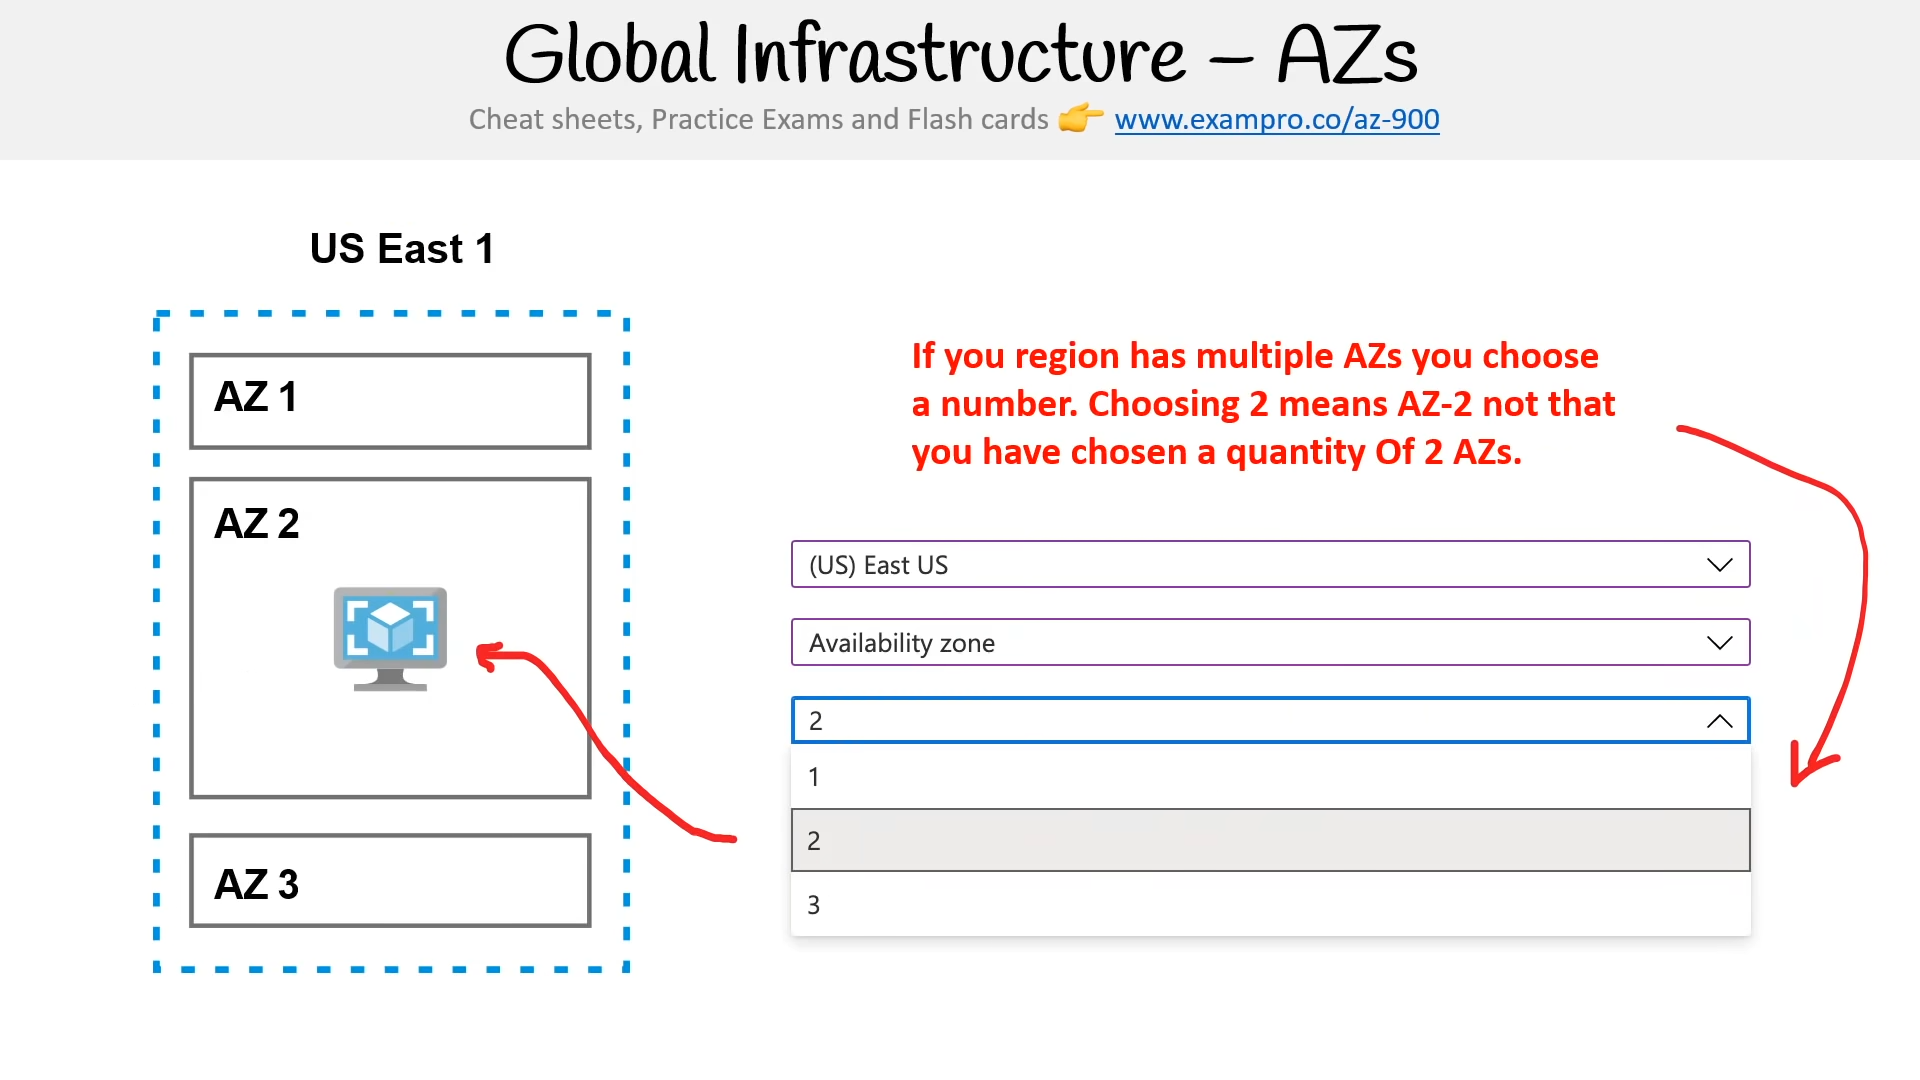 Global Infrastructure – AZs
Cheat sheets, Practice Exams and Flash cards 👉 www.exampro.co/az-900
US East 1
AZ 1
AZ 2
AZ 3
If you region has multiple AZs you choose
a number. Choosing 2 means AZ-2 not that
you have chosen a quantity Of 2 AZs.
(US) East US
Availability zone
2
1
2
3